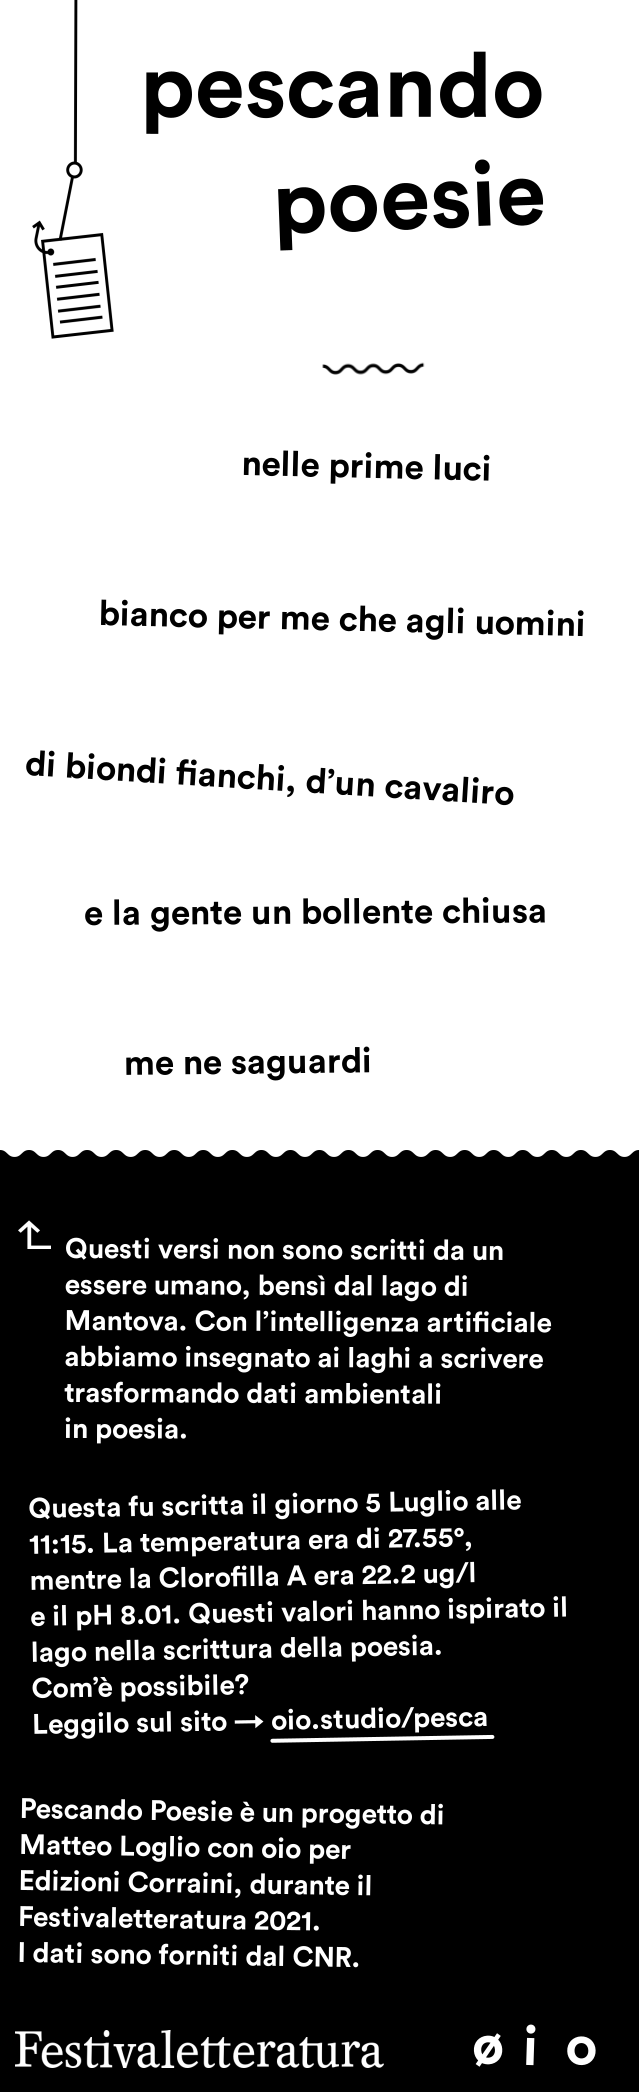 pescando
poesie
nelle prime luci
bianco per me che agli uomini
di biondi fianchi, d’un cavaliro
e la gente un bollente chiusa
me ne saguardi
Questi versi non sono scritti da un
essere umano, bensì dal lago di
Mantova. Con l’intelligenza artificiale
abbiamo insegnato ai laghi a scrivere
trasformando dati ambientali
in poesia.
Questa fu scritta il giorno 5 Luglio alle
11:15. La temperatura era di 27.55°,
mentre la Clorofilla A era 22.2 ug/l
e il pH 8.01. Questi valori hanno ispirato il
lago nella scrittura della poesia.
Com’è possibile?
Leggilo sul sito → oio.studio/pesca
Pescando Poesie è un progetto di
Matteo Loglio con oio per
Edizioni Corraini, durante il
Festivaletteratura 2021.
I dati sono forniti dal CNR.
Festivaletteratura øio